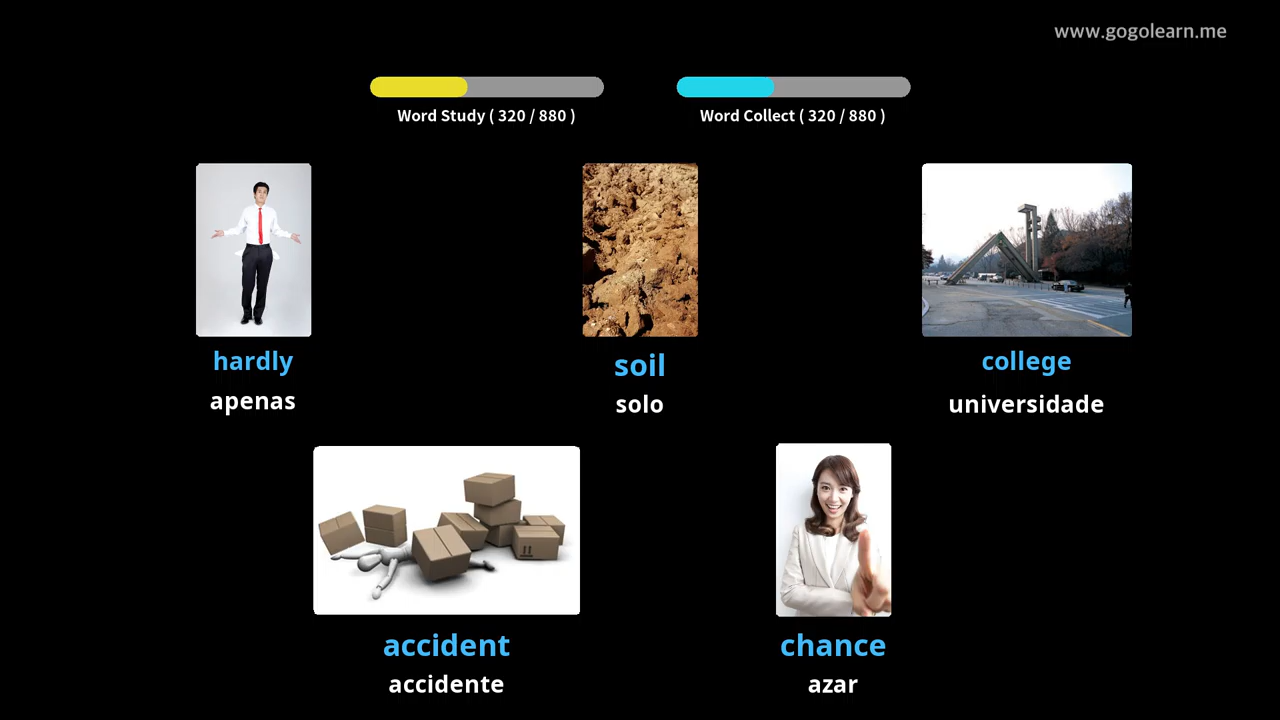 www.gogolearn.me
Word Study ( 320 / 880 )
Word Collect ( 320 / 880 )
hardly
apenas
soil
solo
college
universidade
accident
accidente
chance
azar